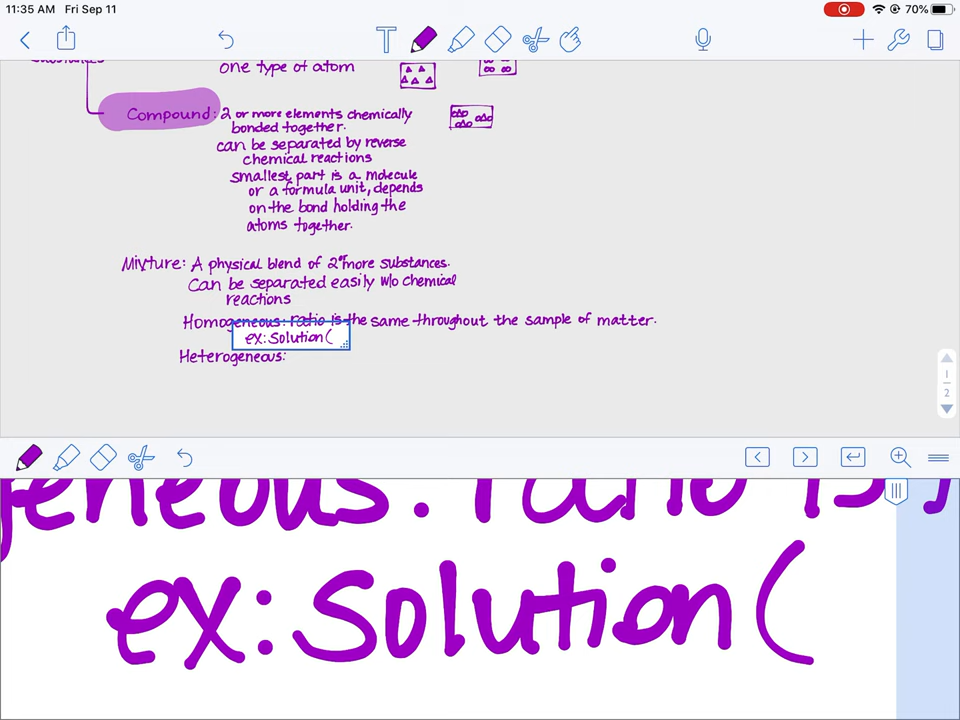 11:35 AM Fri Sep 11
70%
substances
one type of atom
Compound: 2 or more elements chemically
bonded together.
can be separated by reverse
chemical reactions
smallest part is a molecule
or a formula unit, depends
on the bond holding the
atoms together.
Mixture: A physical blend of 2 or more substances.
Can be separated easily w/o chemical
reactions
Homogeneous: ratio is the same throughout the sample of matter.
ex: Solution (
Heterogeneous:
1
2
geneous: ratio is t
ex: Solution (